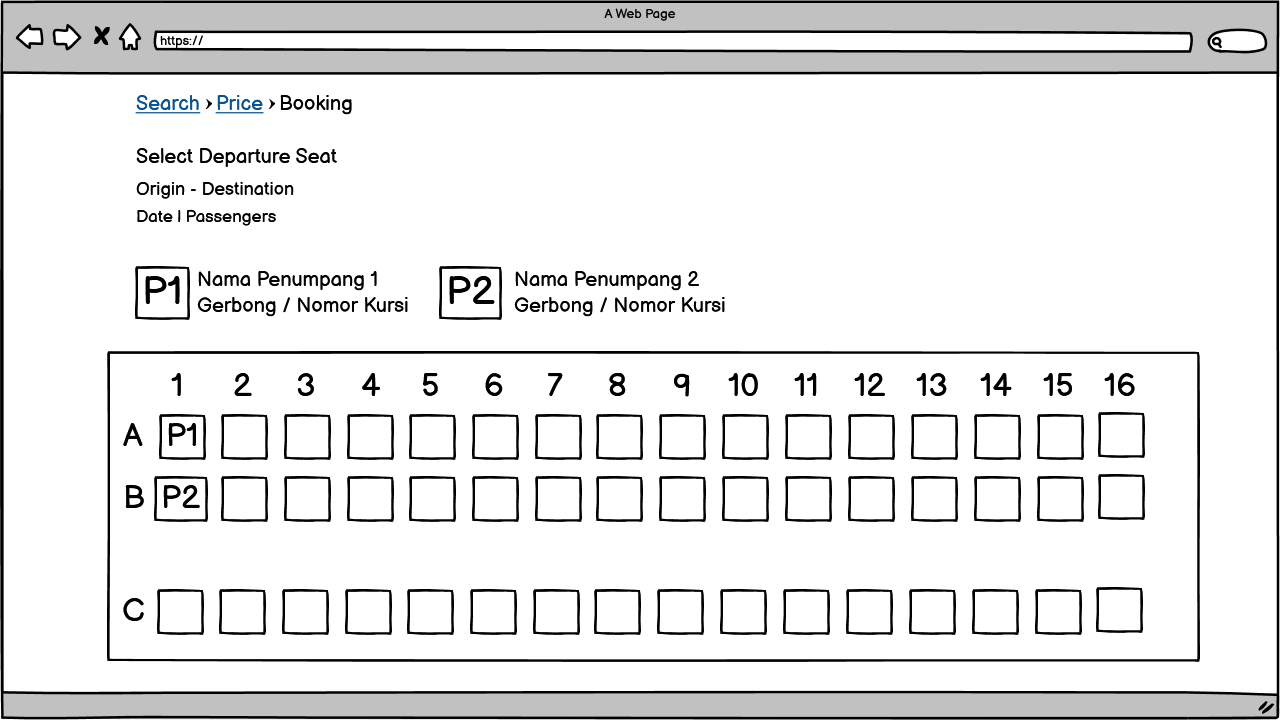 A Web Page
https://
Search › Price › Booking
Select Departure Seat
Origin - Destination
Date | Passengers
P1 Nama Penumpang 1
Gerbong / Nomor Kursi
P2 Nama Penumpang 2
Gerbong / Nomor Kursi
1 2 3 4 5 6 7 8 9 10 11 12 13 14 15 16
A P1
B P2
C